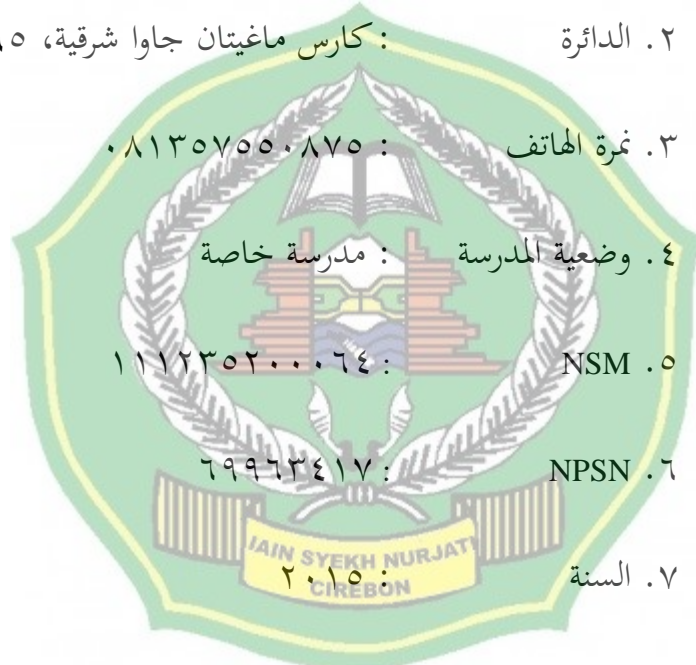 ٢. الدائرة : كارس ماغيتان جاوا شرقية،
٣. نمرة الهاتف : ٠٨١٣٥٧٥٥٠٨٧٥
٤. وضعية المدرسة : مدرسة خاصة
٥. NSM : ١١١٢٣٥٢٠٠٠٦٤
٦. NPSN : ٦٩٩٦٣٤١٧
IAIN SYEKH NURJATI
CIREBON
٧. السنة : ٢٠١٥